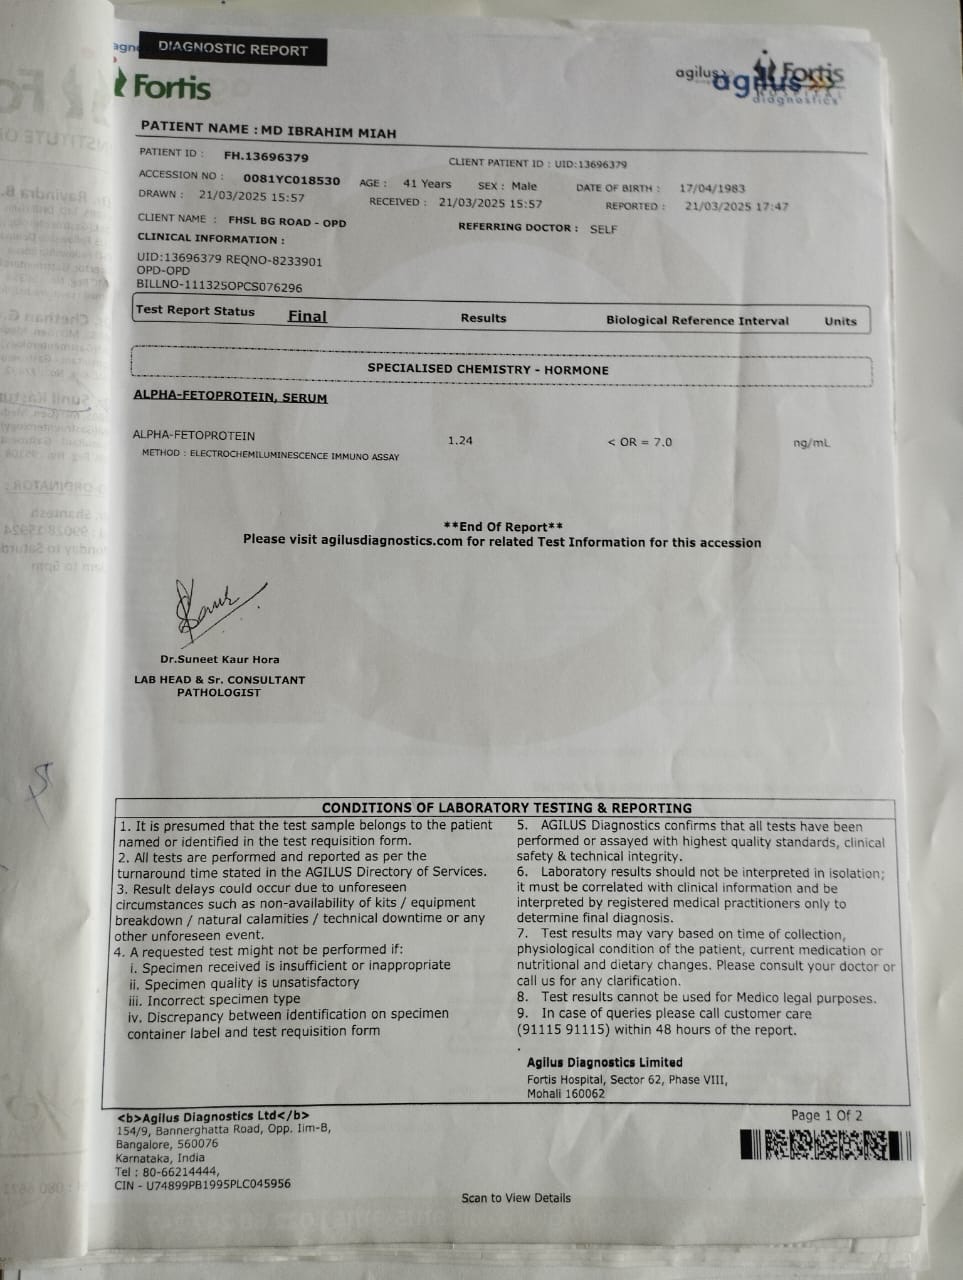 DIAGNOSTIC REPORT
Fortis
agilus
agilus
Fortis
diagnostics
PATIENT NAME : MD IBRAHIM MIAH
PATIENT ID : FH.13696379
CLIENT PATIENT ID : UID:13696379
ACCESSION NO : 0081YC018530 AGE : 41 Years SEX : Male DATE OF BIRTH : 17/04/1983
DRAWN : 21/03/2025 15:57 RECEIVED : 21/03/2025 15:57 REPORTED : 21/03/2025 17:47
CLIENT NAME : FHSL BG ROAD - OPD REFERRING DOCTOR : SELF
CLINICAL INFORMATION :
UID:13696379 REQNO-8233901
OPD-OPD
BILLNO-111325OPCS076296
Test Report Status Final Results Biological Reference Interval Units
SPECIALISED CHEMISTRY - HORMONE
ALPHA-FETOPROTEIN, SERUM
ALPHA-FETOPROTEIN 1.24 < OR = 7.0 ng/mL
METHOD : ELECTROCHEMILUMINESCENCE IMMUNO ASSAY
**End Of Report**
Please visit agilusdiagnostics.com for related Test Information for this accession
Dr.Suneet Kaur Hora
LAB HEAD & Sr. CONSULTANT
PATHOLOGIST
CONDITIONS OF LABORATORY TESTING & REPORTING
1. It is presumed that the test sample belongs to the patient
named or identified in the test requisition form.
2. All tests are performed and reported as per the
turnaround time stated in the AGILUS Directory of Services.
3. Result delays could occur due to unforeseen
circumstances such as non-availability of kits / equipment
breakdown / natural calamities / technical downtime or any
other unforeseen event.
4. A requested test might not be performed if:
i. Specimen received is insufficient or inappropriate
ii. Specimen quality is unsatisfactory
iii. Incorrect specimen type
iv. Discrepancy between identification on specimen
container label and test requisition form
5. AGILUS Diagnostics confirms that all tests have been
performed or assayed with highest quality standards, clinical
safety & technical integrity.
6. Laboratory results should not be interpreted in isolation;
it must be correlated with clinical information and be
interpreted by registered medical practitioners only to
determine final diagnosis.
7. Test results may vary based on time of collection,
physiological condition of the patient, current medication or
nutritional and dietary changes. Please consult your doctor or
call us for any clarification.
8. Test results cannot be used for Medico legal purposes.
9. In case of queries please call customer care
(91115 91115) within 48 hours of the report.
Agilus Diagnostics Limited
Fortis Hospital, Sector 62, Phase VIII,
Mohali 160062
<b>Agilus Diagnostics Ltd</b>
154/9, Bannerghatta Road, Opp. Iim-B,
Bangalore, 560076
Karnataka, India
Tel : 80-66214444,
CIN - U74899PB1995PLC045956
Page 1 Of 2
Scan to View Details